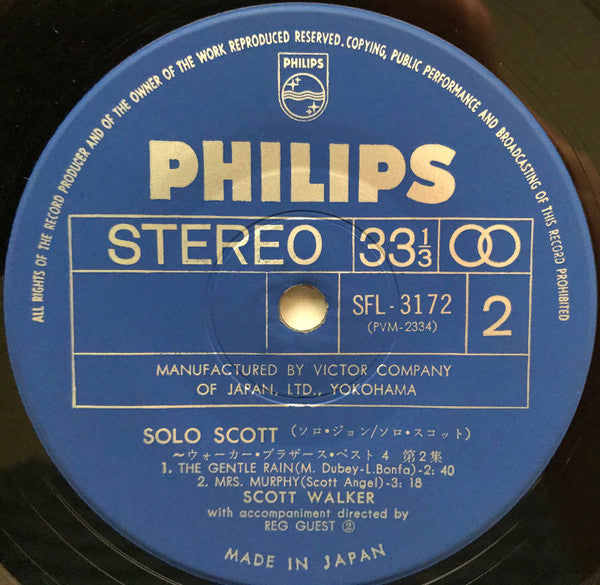 ALL RIGHTS OF THE RECORD PRODUCER AND OF THE OWNER OF THE WORK REPRODUCED RESERVED. COPYING, PUBLIC PERFORMANCE AND BROADCASTING OF THIS RECORD PROHIBITED
PHILIPS
PHILIPS
STEREO 33 1/3
SFL-3172 2
(PVM-2334)
MANUFACTURED BY VICTOR COMPANY
OF JAPAN, LTD., YOKOHAMA
SOLO SCOTT (ソロ・ジョン/ソロ・スコット)
～ウォーカー・ブラザース・ベスト 4 第2集
1. THE GENTLE RAIN(M. Dubey-L.Bonfa)-2: 40
2. MRS. MURPHY(Scott Angel)-3: 18
SCOTT WALKER
with accompaniment directed by
REG GUEST ②
MADE IN JAPAN